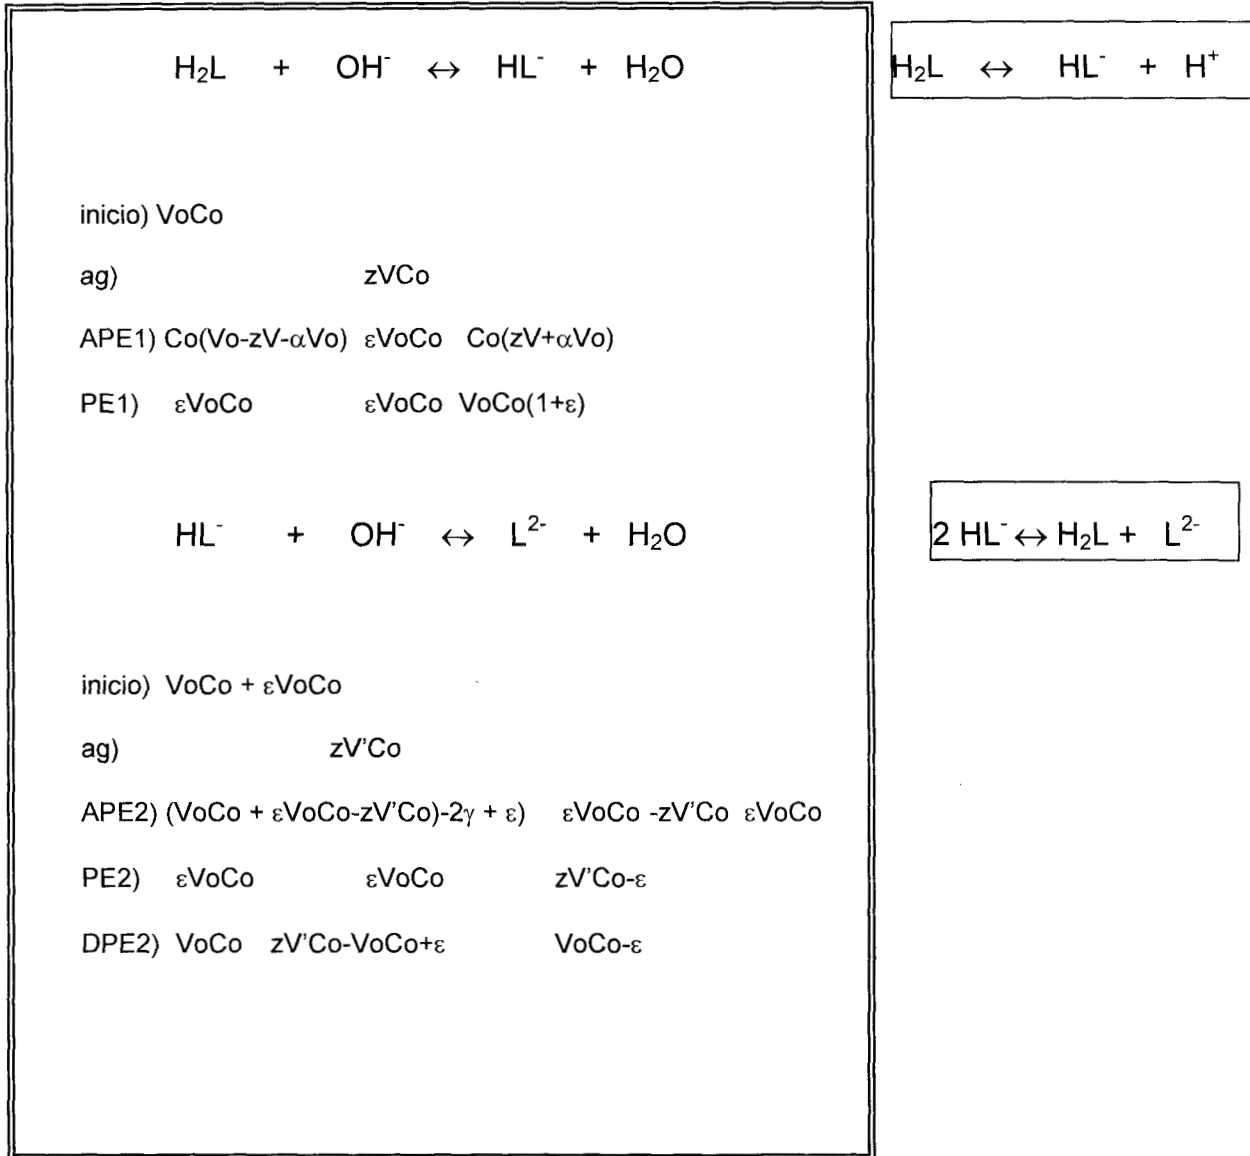 H₂L + OH⁻ ↔ HL⁻ + H₂O
H₂L ↔ HL⁻ + H⁺
inicio) VoCo
ag) zVCo
APE1) Co(Vo-zV-αVo) εVoCo Co(zV+αVo)
PE1) εVoCo εVoCo VoCo(1+ε)
HL⁻ + OH⁻ ↔ L²⁻ + H₂O
2 HL⁻ ↔ H₂L + L²⁻
inicio) VoCo + εVoCo
ag) zV'Co
APE2) (VoCo + εVoCo-zV'Co)-2γ + ε) εVoCo -zV'Co εVoCo
PE2) εVoCo εVoCo zV'Co-ε
DPE2) VoCo zV'Co-VoCo+ε VoCo-ε